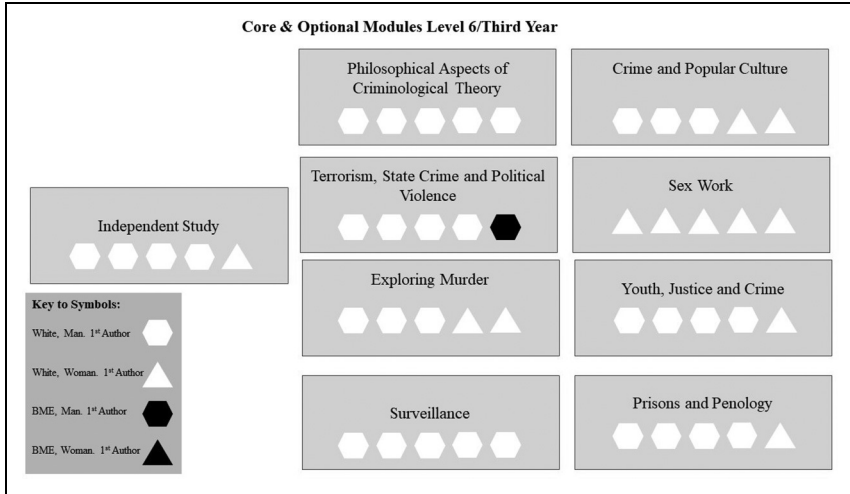 Core & Optional Modules Level 6/Third Year
Philosophical Aspects of
Criminological Theory
Crime and Popular Culture
Terrorism, State Crime and Political
Violence
Sex Work
Independent Study
Exploring Murder
Youth, Justice and Crime
Surveillance
Prisons and Penology
Key to Symbols:
White, Man. 1st Author
White, Woman. 1st Author
BME, Man. 1st Author
BME, Woman. 1st Author